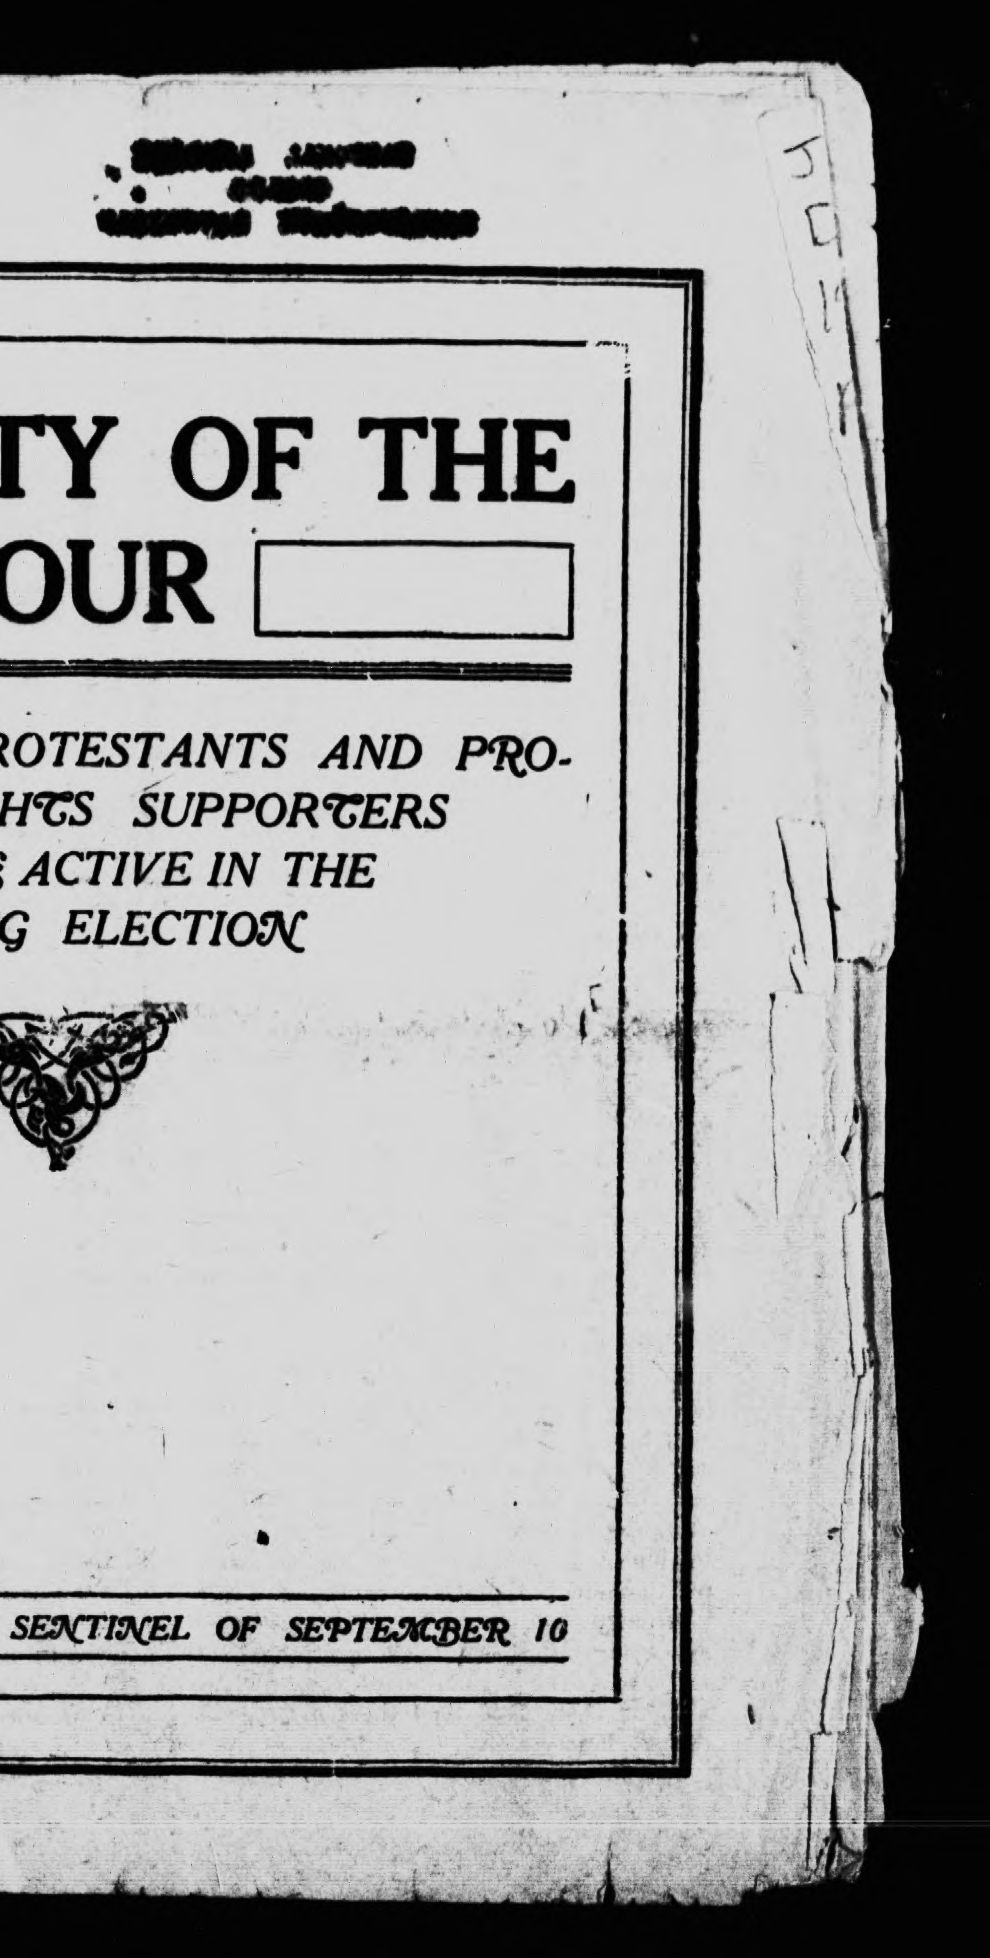 TY OF THE
OUR
ROTESTANTS AND PRO-
HTS SUPPORTERS
ACTIVE IN THE
G ELECTION
SENTINEL OF SEPTEMBER 10